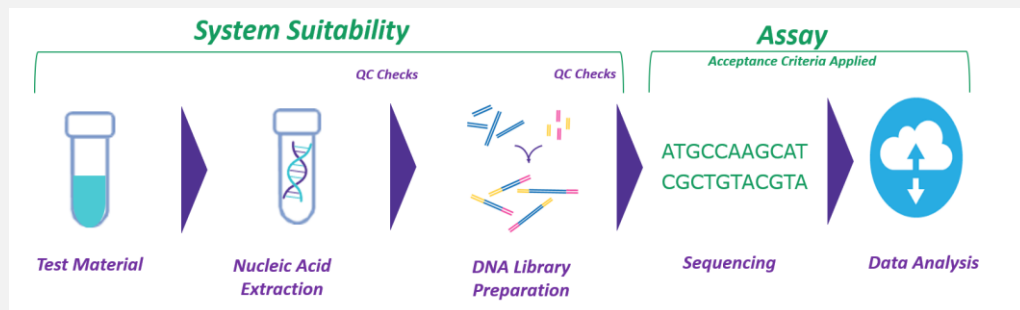 System Suitability
Assay
Acceptance Criteria Applied
QC Checks
QC Checks
ATGCCAAGCAT
CGCTGTACGTA
Test Material
Nucleic Acid
Extraction
DNA Library
Preparation
Sequencing
Data Analysis